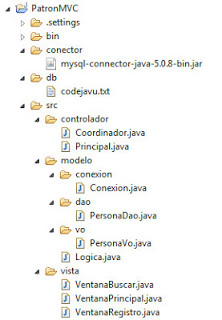 PatronMVC
.settings
bin
conector
mysql-connector-java-5.0.8-bin.jar
db
codejavu.txt
src
controlador
Coordinador.java
Principal.java
modelo
conexion
Conexion.java
dao
PersonaDao.java
vo
PersonaVo.java
Logica.java
vista
VentanaBuscar.java
VentanaPrincipal.java
VentanaRegistro.java